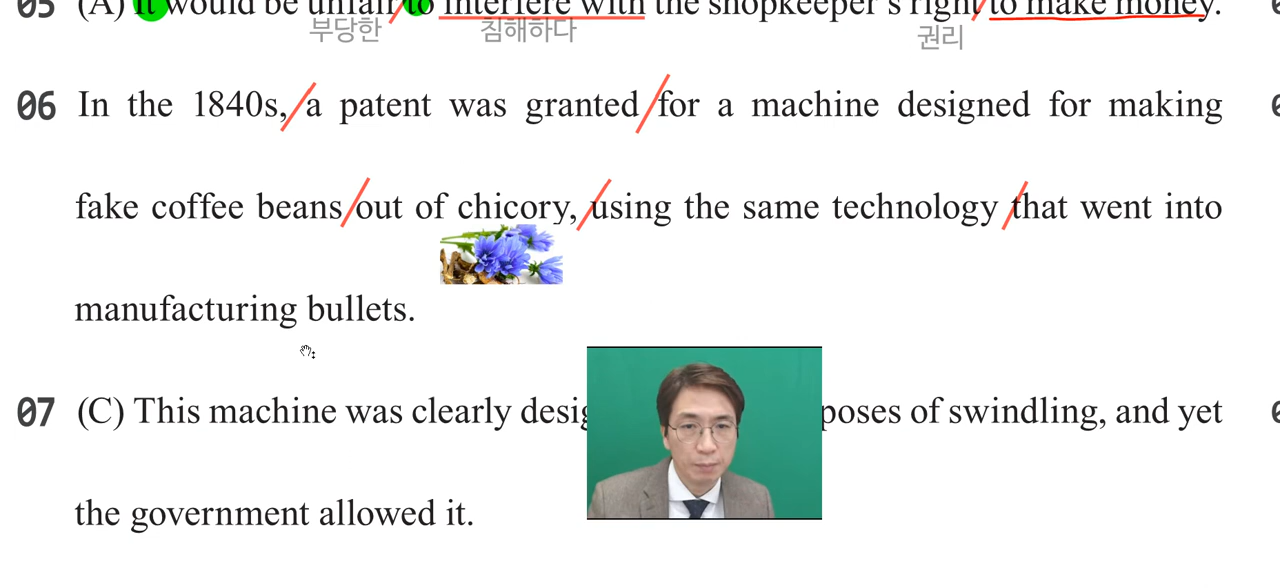 05 (A) It would be unfair to interfere with the shopkeeper's right to make money.
부당한 침해하다 권리
06 In the 1840s, a patent was granted for a machine designed for making
fake coffee beans out of chicory, using the same technology that went into
manufacturing bullets.
07 (C) This machine was clearly desig poses of swindling, and yet
the government allowed it.